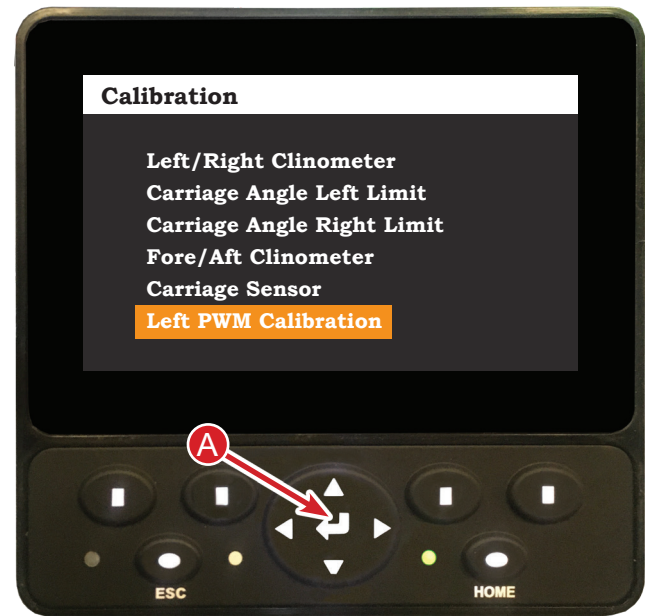 Calibration
Left/Right Clinometer
Carriage Angle Left Limit
Carriage Angle Right Limit
Fore/Aft Clinometer
Carriage Sensor
Left PWM Calibration
A
ESC
HOME